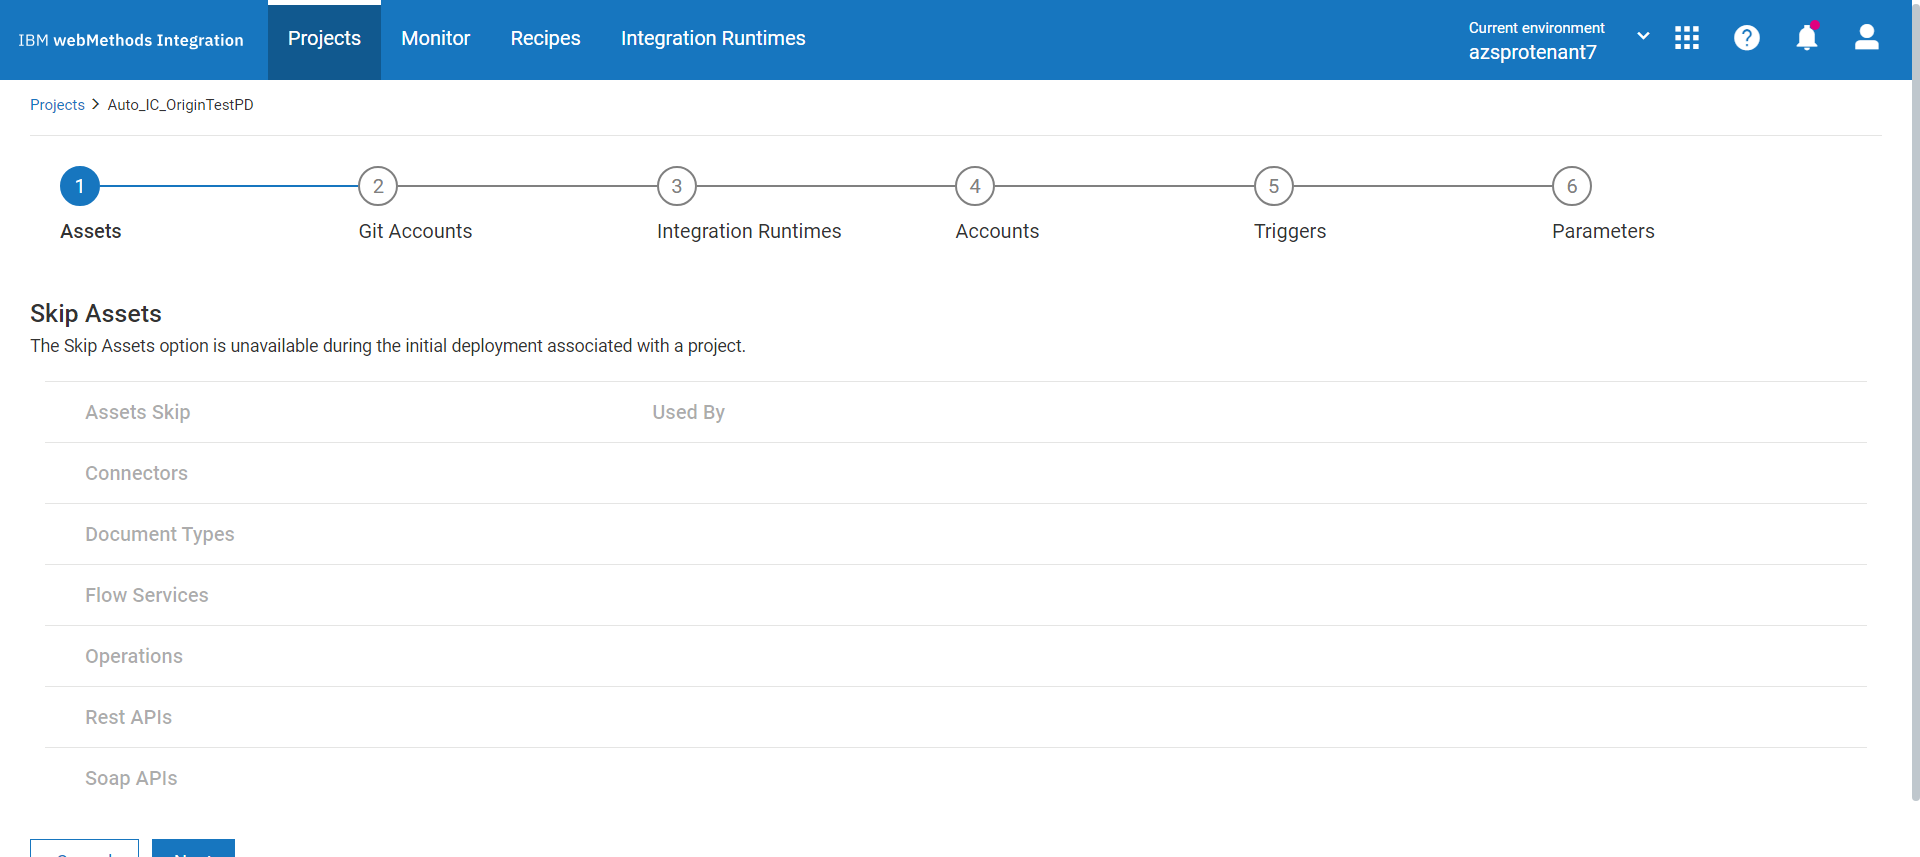 IBM webMethods Integration
Projects
Monitor
Recipes
Integration Runtimes
Current environment
azsprotenant7
Projects > Auto_IC_OriginTestPD
1
2
3
4
5
6
Assets
Git Accounts
Integration Runtimes
Accounts
Triggers
Parameters
Skip Assets
The Skip Assets option is unavailable during the initial deployment associated with a project.
Assets Skip
Used By
Connectors
Document Types
Flow Services
Operations
Rest APIs
Soap APIs